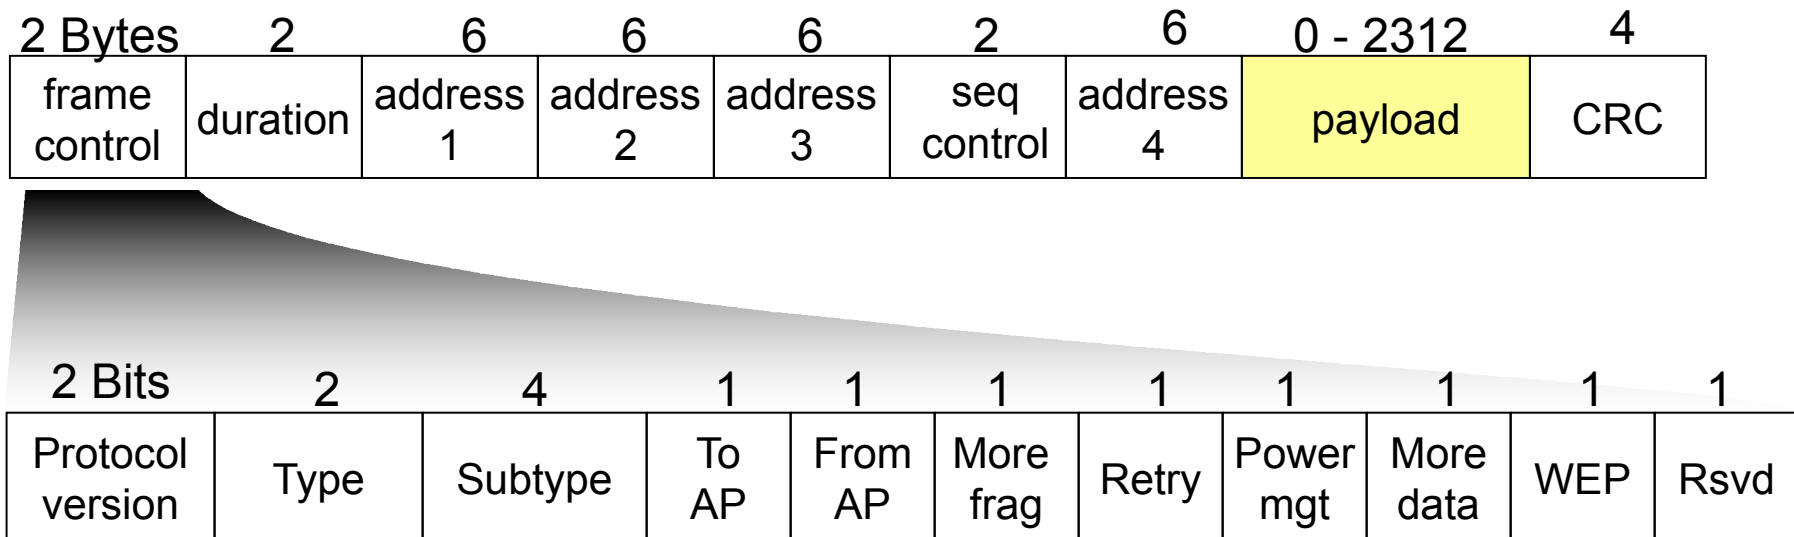 2 Bytes 2 6 6 6 2 6 0 - 2312 4
frame control duration address 1 address 2 address 3 seq control address 4 payload CRC
2 Bits 2 4 1 1 1 1 1 1 1 1
Protocol version Type Subtype To AP From AP More frag Retry Power mgt More data WEP Rsvd